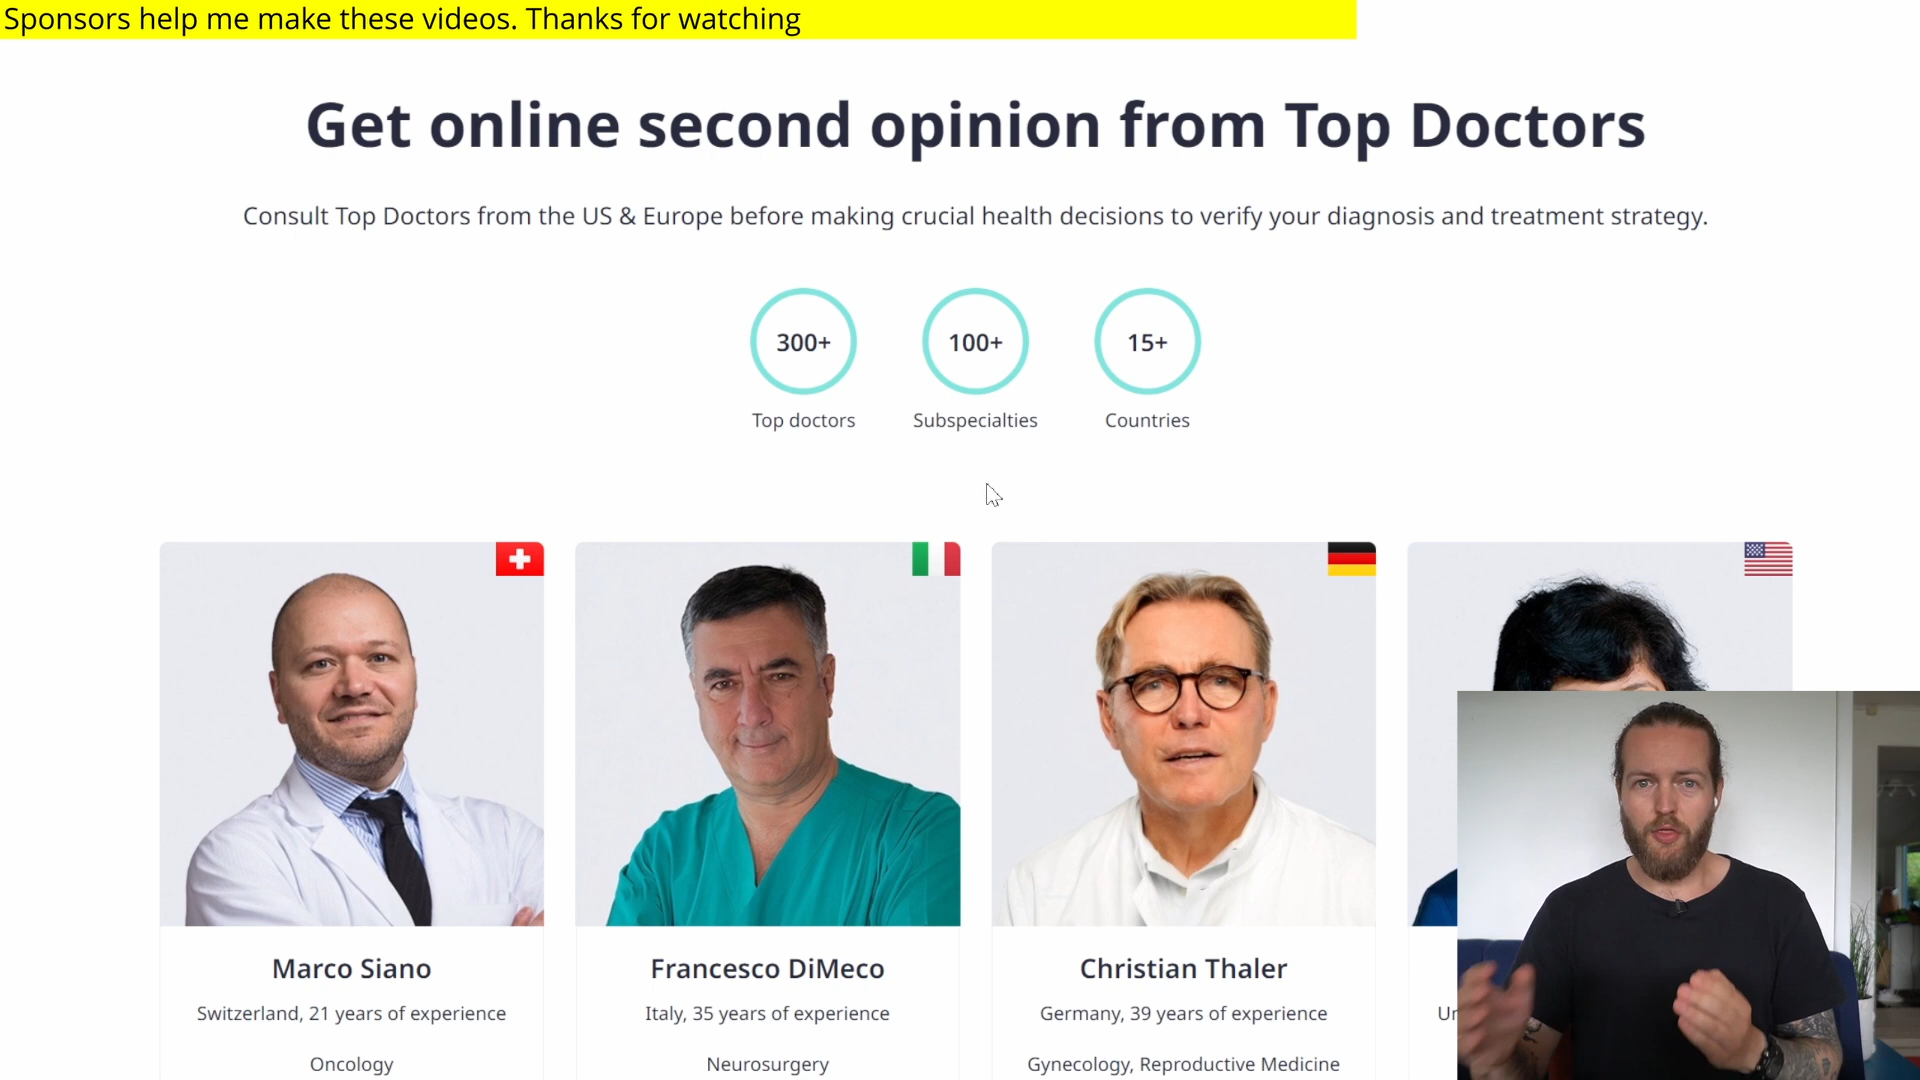 Sponsors help me make these videos. Thanks for watching
Get online second opinion from Top Doctors
Consult Top Doctors from the US & Europe before making crucial health decisions to verify your diagnosis and treatment strategy.
300+
100+
15+
Top doctors
Subspecialties
Countries
Marco Siano
Francesco DiMeco
Christian Thaler
Switzerland, 21 years of experience
Italy, 35 years of experience
Germany, 39 years of experience
Oncology
Neurosurgery
Gynecology, Reproductive Medicine